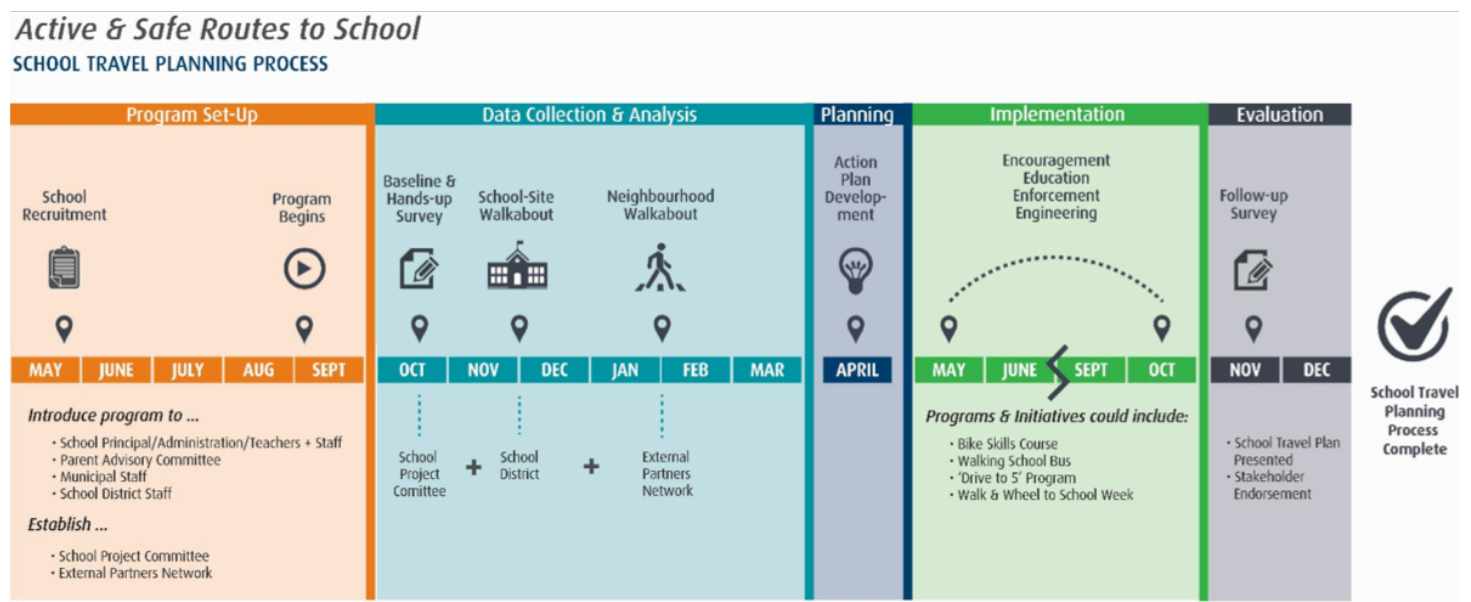 Active & Safe Routes to School
SCHOOL TRAVEL PLANNING PROCESS
Program Set-Up
School
Recruitment
Program
Begins
MAY
JUNE
JULY
AUG
SEPT
Introduce program to ...
· School Principal/Administration/Teachers + Staff
· Parent Advisory Committee
· Municipal Staff
· School District Staff
Establish ...
· School Project Committee
· External Partners Network
Data Collection & Analysis
Baseline &
Hands-up
Survey
School-Site
Walkabout
Neighbourhood
Walkabout
OCT
NOV
DEC
JAN
FEB
MAR
School
Project
Comittee
+
School
District
+
External
Partners
Network
Planning
Action
Plan
Develop-
ment
APRIL
Implementation
Encouragement
Education
Enforcement
Engineering
MAY
JUNE
SEPT
OCT
Programs & Initiatives could include:
· Bike Skills Course
· Walking School Bus
· 'Drive to 5' Program
· Walk & Wheel to School Week
Evaluation
Follow-up
Survey
NOV
DEC
· School Travel Plan
Presented
· Stakeholder
Endorsement
School Travel
Planning
Process
Complete